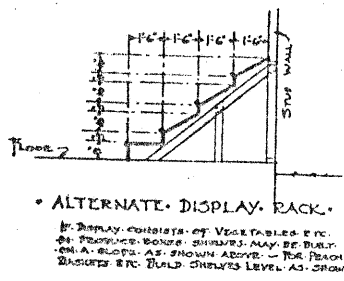 1'-6" 1'-6" 1'-6" 1'-6"
STUD WALL
FLOOR
• ALTERNATE • DISPLAY • RACK •
IF DISPLAY CONSISTS OF VEGETABLES ETC.
IN PRODUCE BOXES SHELVES MAY BE BUILT
ON A SLOPE AS SHOWN ABOVE — FOR PEACH
BASKETS ETC. BUILD SHELVES LEVEL AS SHOW